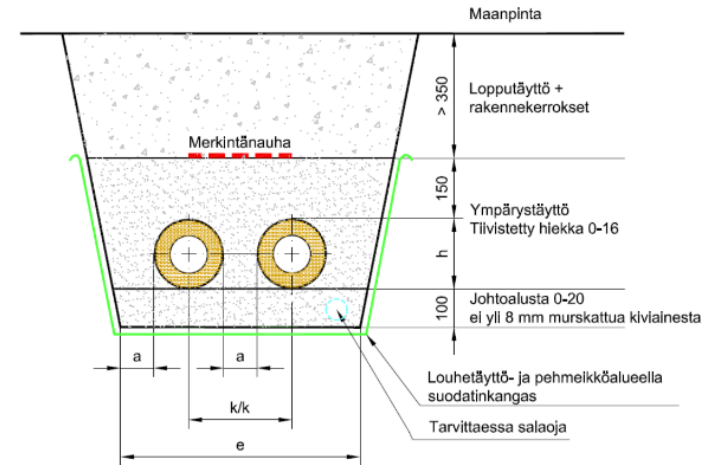 Maanpinta
> 350
Lopputäyttö +
rakennekerrokset
Merkintänauha
150
Ympärystäyttö
Tiivistetty hiekka 0-16
h
100
Johtoalusta 0-20
ei yli 8 mm murskattua kiviainesta
a
a
Louhetäyttö- ja pehmeikköalueella
suodatinkangas
k/k
Tarvittaessa salaoja
e